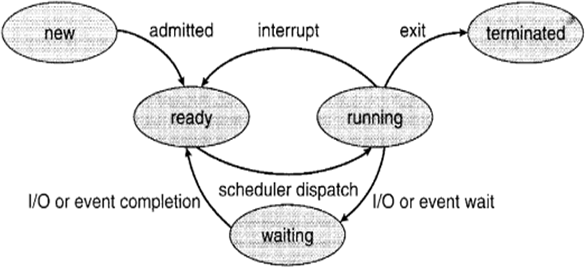 new
admitted
interrupt
exit
terminated
ready
running
scheduler dispatch
I/O or event completion
I/O or event wait
waiting